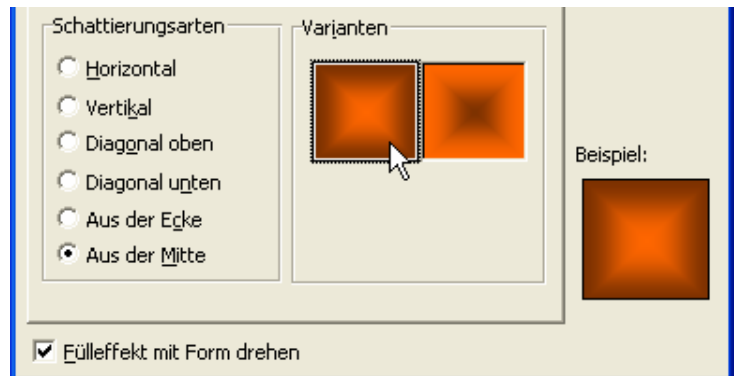 Schattierungsarten
Varianten
Horizontal
Vertikal
Diagonal oben
Diagonal unten
Aus der Ecke
Aus der Mitte
Beispiel:
Fülleffekt mit Form drehen